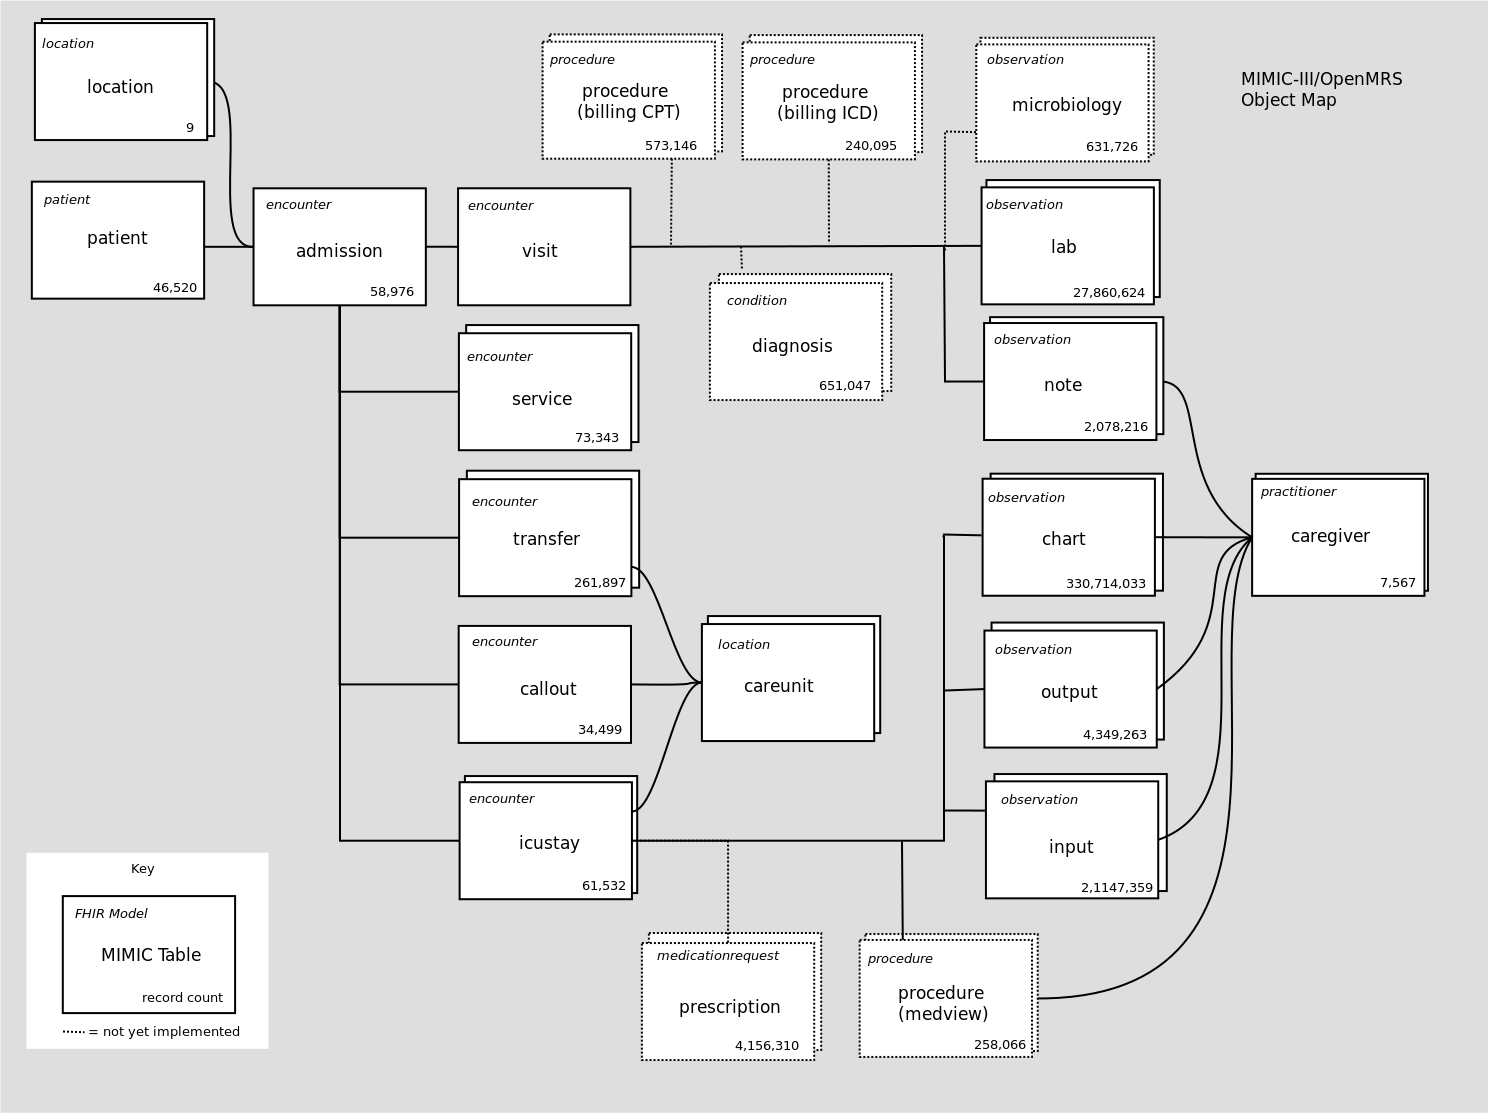 location
location
9
procedure
procedure
(billing CPT)
573,146
procedure
procedure
(billing ICD)
240,095
observation
microbiology
631,726
MIMIC-III/OpenMRS
Object Map
patient
patient
46,520
encounter
admission
58,976
encounter
visit
observation
lab
27,860,624
condition
diagnosis
651,047
encounter
service
73,343
observation
note
2,078,216
encounter
transfer
261,897
observation
chart
330,714,033
practitioner
caregiver
7,567
encounter
callout
34,499
location
careunit
observation
output
4,349,263
encounter
icustay
61,532
observation
input
2,1147,359
Key
FHIR Model
MIMIC Table
record count
= not yet implemented
medicationrequest
prescription
4,156,310
procedure
procedure
(medview)
258,066